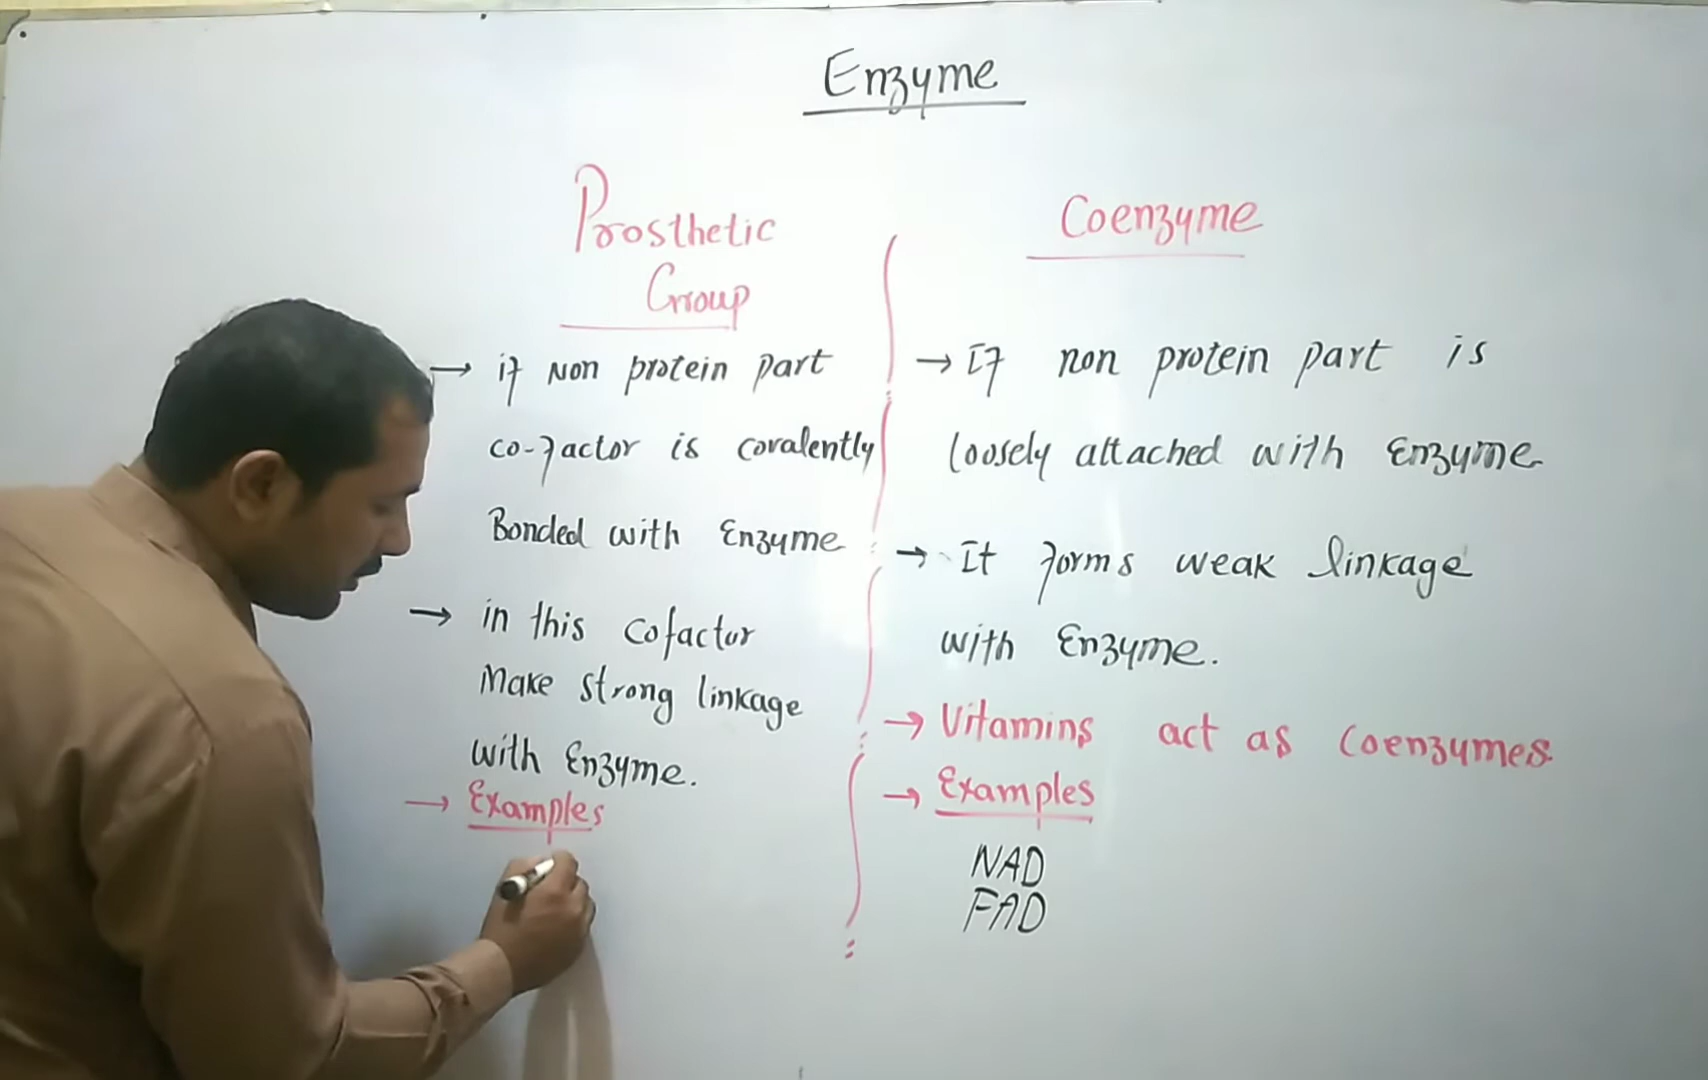 Enzyme
Prosthetic
Group
→ if Non protein part
co-factor is covalently
Bonded with Enzyme
→ in this cofactor
Make strong linkage
with Enzyme.
→ Examples
Coenzyme
→ If non protein part is
loosely attached with Enzyme
→ It forms weak linkage
with Enzyme.
→ Vitamins act as Coenzymes
→ Examples
NAD
FAD